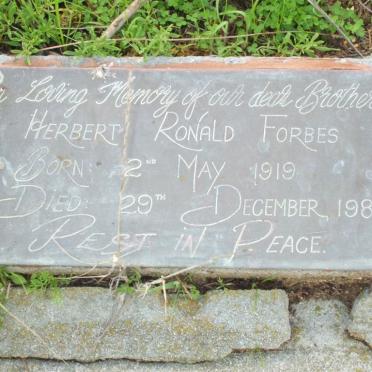 In Loving Memory of our dear Brother
Herbert Ronald Forbes
Born: 2nd May 1919
Died: 29th December, 198
Rest in Peace.